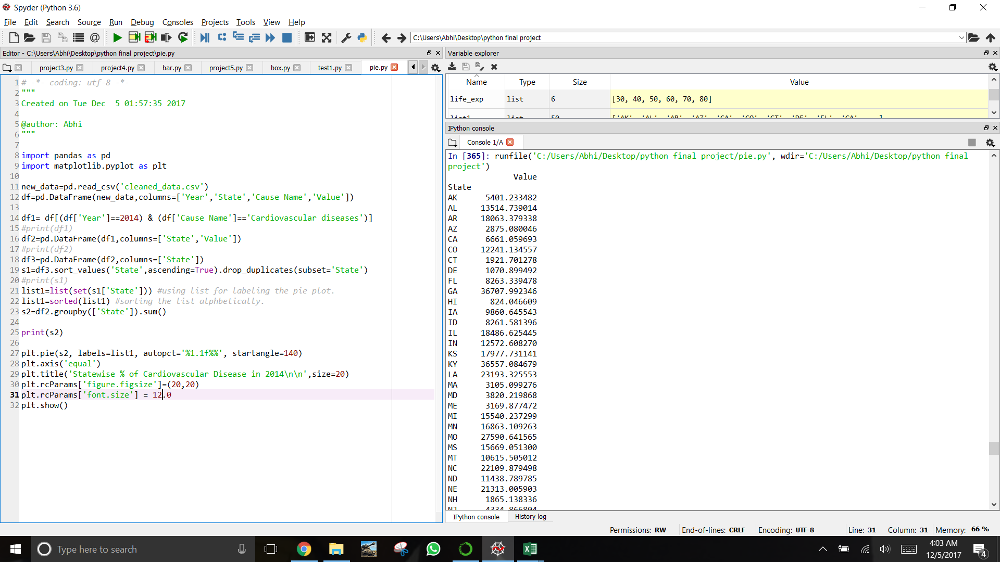 Spyder (Python 3.6)
File Edit Search Source Run Debug Consoles Projects Tools View Help
C:\Users\Abhi\Desktop\python final project
Editor - C:\Users\Abhi\Desktop\python final project\pie.py
project3.py project4.py bar.py project5.py box.py test1.py pie.py
1 # -*- coding: utf-8 -*-
2 """
3 Created on Tue Dec  5 01:57:35 2017
4
5 @author: Abhi
6 """
7
8 import pandas as pd
9 import matplotlib.pyplot as plt
10
11 new_data=pd.read_csv('cleaned_data.csv')
12 df=pd.DataFrame(new_data,columns=['Year','State','Cause Name','Value'])
13
14 df1= df[(df['Year']==2014) & (df['Cause Name']=='Cardiovascular diseases')]
15 #print(df1)
16 df2=pd.DataFrame(df1,columns=['State','Value'])
17 #print(df2)
18 df3=pd.DataFrame(df2,columns=['State'])
19 s1=df3.sort_values('State',ascending=True).drop_duplicates(subset='State')
20 #print(s1)
21 list1=list(set(s1['State'])) #using list for labeling the pie plot.
22 list1=sorted(list1) #sorting the list alphbetically.
23 s2=df2.groupby(['State']).sum()
24
25 print(s2)
26
27 plt.pie(s2, labels=list1, autopct='%1.1f%%', startangle=140)
28 plt.axis('equal')
29 plt.title('Statewise % of Cardiovascular Disease in 2014\n\n',size=20)
30 plt.rcParams['figure.figsize']=(20,20)
31 plt.rcParams['font.size'] = 12.0
32 plt.show()
Variable explorer
Name Type Size Value
life_exp list 6 [30, 40, 50, 60, 70, 80]
list1 list 50 ['AK', 'AL', 'AR', 'AZ', 'CA', 'CO', 'CT', 'DE', 'FL', 'GA', ...]
IPython console
Console 1/A
In [365]: runfile('C:/Users/Abhi/Desktop/python final project/pie.py', wdir='C:/Users/Abhi/Desktop/python final
project')
Value
State
AK 5401.233482
AL 13514.739014
AR 18063.379338
AZ 2875.080046
CA 6661.059693
CO 12241.134557
CT 1921.701278
DE 1070.899492
FL 8263.339478
GA 36707.992346
HI 824.046609
IA 9860.645543
ID 8261.581396
IL 18486.625445
IN 12572.608270
KS 17977.731141
KY 36557.084679
LA 23193.325553
MA 3105.099276
MD 3820.219868
ME 3169.877472
MI 15540.237299
MN 16863.109263
MO 27590.641565
MS 15669.051300
MT 10615.505012
NC 22109.879498
ND 11438.789785
NE 21313.005903
NH 1865.138336
NJ 4334.866804
IPython console History log
Permissions: RW End-of-lines: CRLF Encoding: UTF-8 Line: 31 Column: 31 Memory: 66 %
Type here to search
4:03 AM
12/5/2017
4